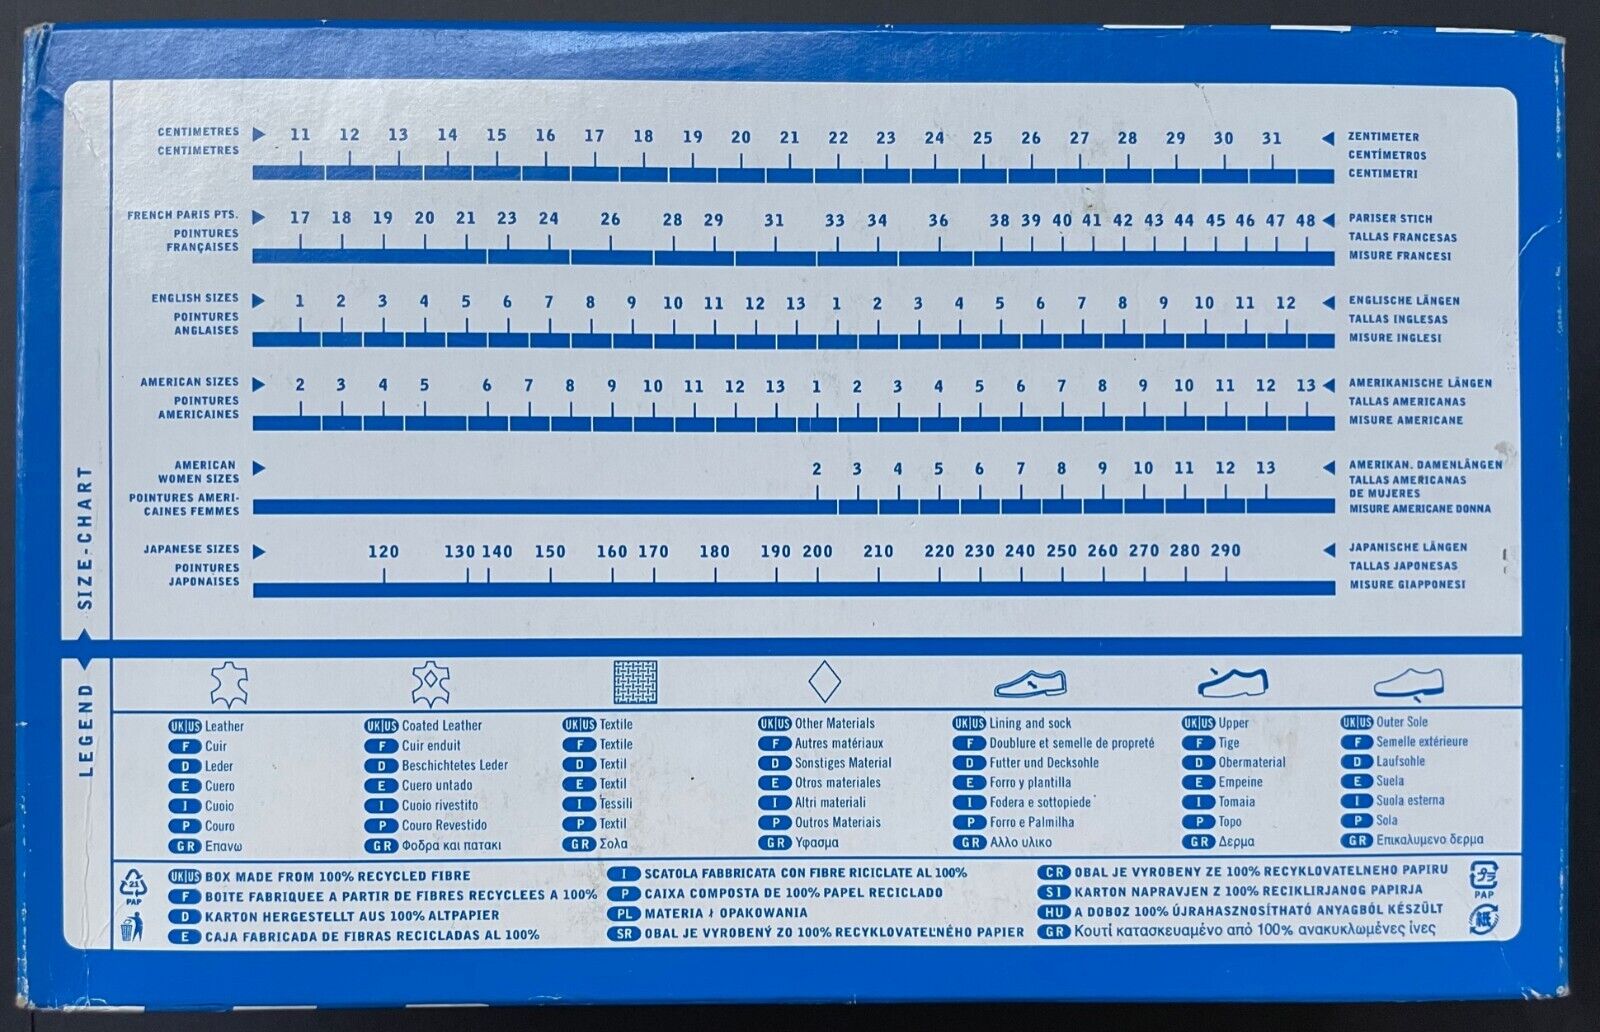 CENTIMETRES 11 12 13 14 15 16 17 18 19 20 21 22 23 24 25 26 27 28 29 30 31 ZENTIMETER
CENTIMETRES CENTÍMETROS
CENTIMETRI
FRENCH PARIS PTS. 17 18 19 20 21 23 24 26 28 29 31 33 34 36 38 39 40 41 42 43 44 45 46 47 48 PARISER STICH
POINTURES TALLAS FRANCESAS
FRANÇAISES MISURE FRANCESI
ENGLISH SIZES 1 2 3 4 5 6 7 8 9 10 11 12 13 1 2 3 4 5 6 7 8 9 10 11 12 ENGLISCHE LÄNGEN
POINTURES TALLAS INGLESAS
ANGLAISES MISURE INGLESI
AMERICAN SIZES 2 3 4 5 6 7 8 9 10 11 12 13 1 2 3 4 5 6 7 8 9 10 11 12 13 AMERIKANISCHE LÄNGEN
POINTURES TALLAS AMERICANAS
AMERICAINES MISURE AMERICANE
AMERICAN 2 3 4 5 6 7 8 9 10 11 12 13 AMERIKAN. DAMENLÄNGEN
WOMEN SIZES TALLAS AMERICANAS
DE MUJERES
POINTURES AMERI-
CAINES FEMMES MISURE AMERICANE DONNA
JAPANESE SIZES 120 130 140 150 160 170 180 190 200 210 220 230 240 250 260 270 280 290 JAPANISCHE LÄNGEN
POINTURES TALLAS JAPONESAS
JAPONAISES MISURE GIAPPONESI
SIZE-CHART
LEGEND
UK|US Leather UK|US Coated Leather UK|US Textile UK|US Other Materials UK|US Lining and sock UK|US Upper UK|US Outer Sole
F Cuir F Cuir enduit F Textile F Autres matériaux F Doublure et semelle de propreté F Tige F Semelle extérieure
D Leder D Beschichtetes Leder D Textil D Sonstiges Material D Futter und Decksohle D Obermaterial D Laufsohle
E Cuero E Cuero untado E Textil E Otros materiales E Forro y plantilla E Empeine E Suela
I Cuoio I Cuoio rivestito I Tessili I Altri materiali I Fodera e sottopiede I Tomaia I Suola esterna
P Couro P Couro Revestido P Textil P Outros Materiais P Forro e Palmilha P Topo P Sola
GR Επανω GR Φοδρα και πατακι GR Σολα GR Υφασμα GR Αλλο υλικο GR Δερμα GR Επικαλυμενο δερμα
21
PAP
UK|US BOX MADE FROM 100% RECYCLED FIBRE
F BOITE FABRIQUEE A PARTIR DE FIBRES RECYCLEES A 100%
D KARTON HERGESTELLT AUS 100% ALTPAPIER
E CAJA FABRICADA DE FIBRAS RECICLADAS AL 100%
I SCATOLA FABBRICATA CON FIBRE RICICLATE AL 100%
P CAIXA COMPOSTA DE 100% PAPEL RECICLADO
PL MATERIA ł OPAKOWANIA
SR OBAL JE VYROBENÝ ZO 100% RECYKLOVATEĽNÉHO PAPIER
CR OBAL JE VYROBENY ZE 100% RECYKLOVATELNEHO PAPIRU
SI KARTON NAPRAVJEN Z 100% RECIKLIRJANOG PAPIRJA
HU A DOBOZ 100% ÚJRAHASZNOSÍTHATÓ ANYAGBÓL KÉSZÜLT
GR Κουτί κατασκευαμένο από 100% ανακυκλωμένες ίνες
プラ
PAP
紙